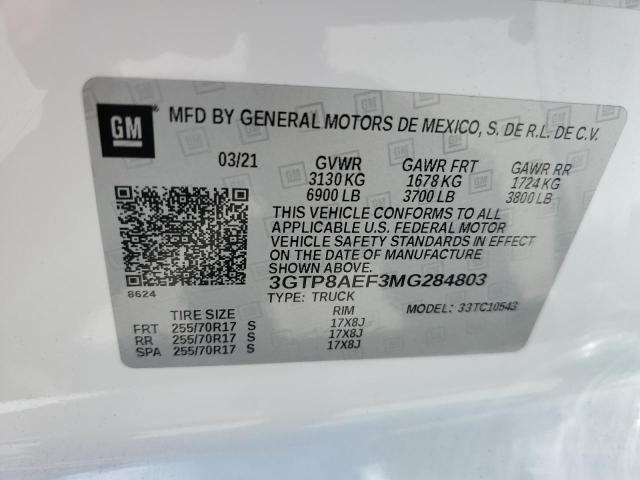 GM
MFD BY GENERAL MOTORS DE MEXICO, S. DE R.L. DE C.V.
03/21 GVWR GAWR FRT GAWR RR
3130 KG 1678 KG 1724 KG
6900 LB 3700 LB 3800 LB
THIS VEHICLE CONFORMS TO ALL
APPLICABLE U.S. FEDERAL MOTOR
VEHICLE SAFETY STANDARDS IN EFFECT
ON THE DATE OF MANUFACTURE
SHOWN ABOVE.
3GTP8AEF3MG284803
8624
TYPE: TRUCK MODEL: 33TC10543
TIRE SIZE RIM
FRT 255/70R17 S 17X8J
RR 255/70R17 S 17X8J
SPA 255/70R17 S 17X8J